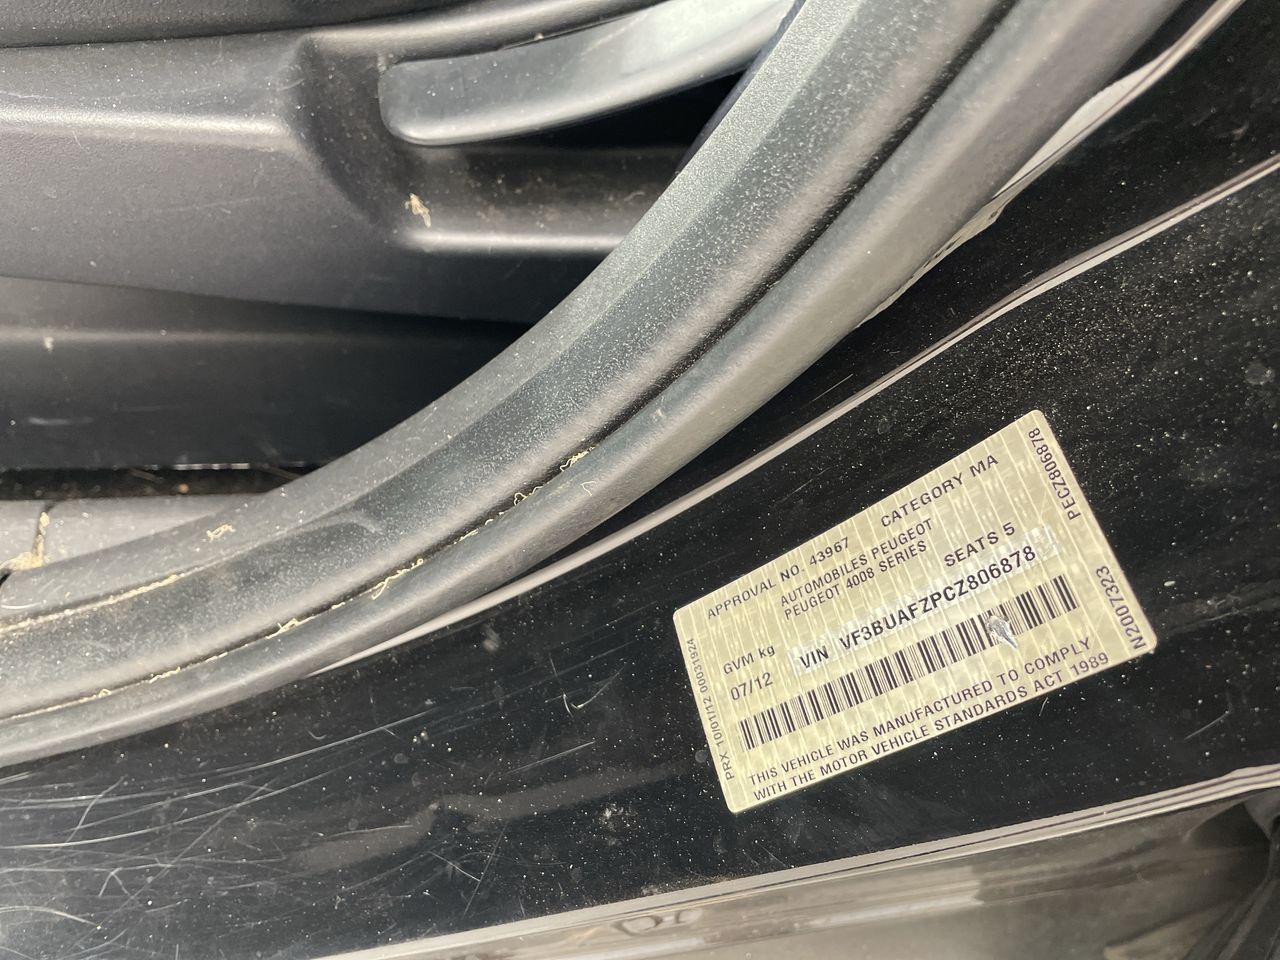 APPROVAL NO. 43967 CATEGORY MA
AUTOMOBILES PEUGEOT
PEUGEOT 4008 SERIES
GVM kg SEATS 5
07/12 VIN VF3BUAFZPCZ806878
THIS VEHICLE WAS MANUFACTURED TO COMPLY
WITH THE MOTOR VEHICLE STANDARDS ACT 1989
PRX 10/01/12 00031924
PECZ806878
N2007323